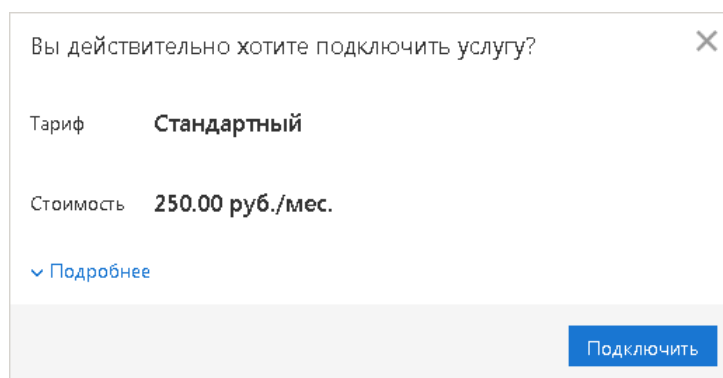 Вы действительно хотите подключить услугу?
Тариф Стандартный
Стоимость 250.00 руб./мес.
Подробнее
Подключить